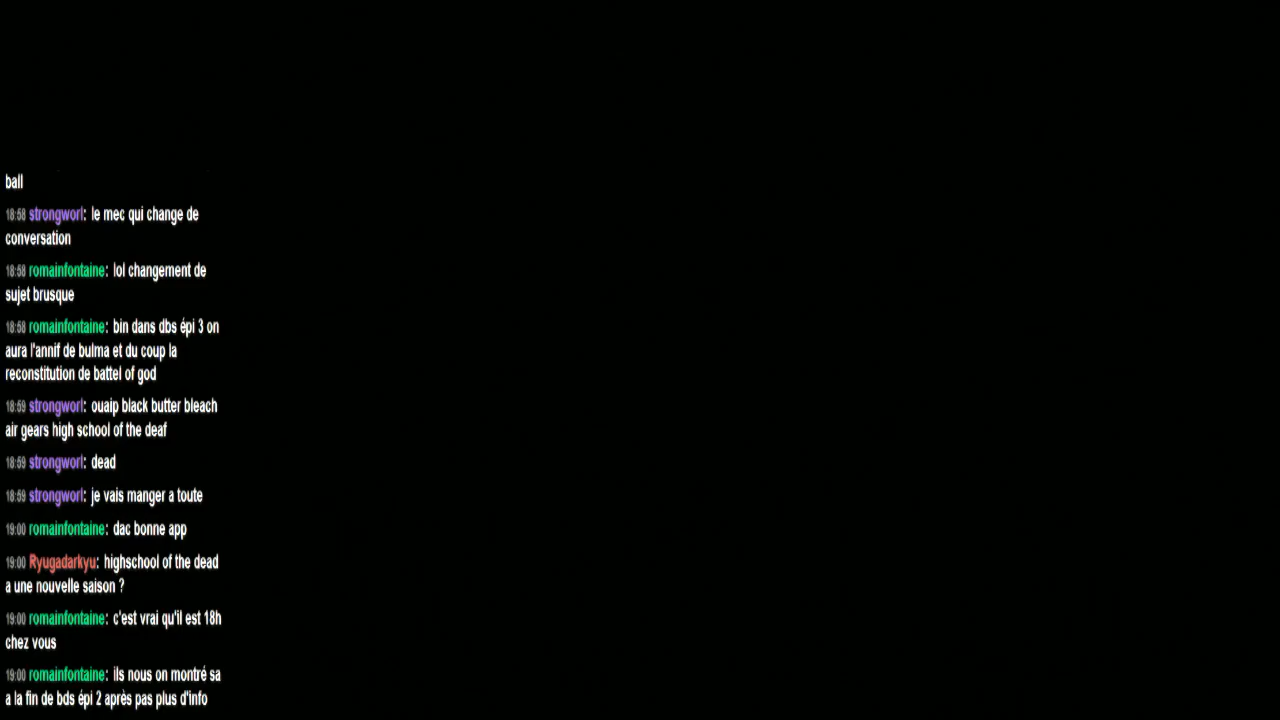 ball
18:58 strongworl: le mec qui change de
conversation
18:58 romainfontaine: lol changement de
sujet brusque
18:58 romainfontaine: bin dans dbs épi 3 on
aura l'annif de bulma et du coup la
reconstitution de battel of god
18:59 strongworl: ouaip black butter bleach
air gears high school of the deaf
18:59 strongworl: dead
18:59 strongworl: je vais manger a toute
19:00 romainfontaine: dac bonne app
19:00 Ryugadarkyu: highschool of the dead
a une nouvelle saison ?
19:00 romainfontaine: c'est vrai qu'il est 18h
chez vous
19:00 romainfontaine: ils nous on montré sa
a la fin de bds épi 2 après pas plus d'info